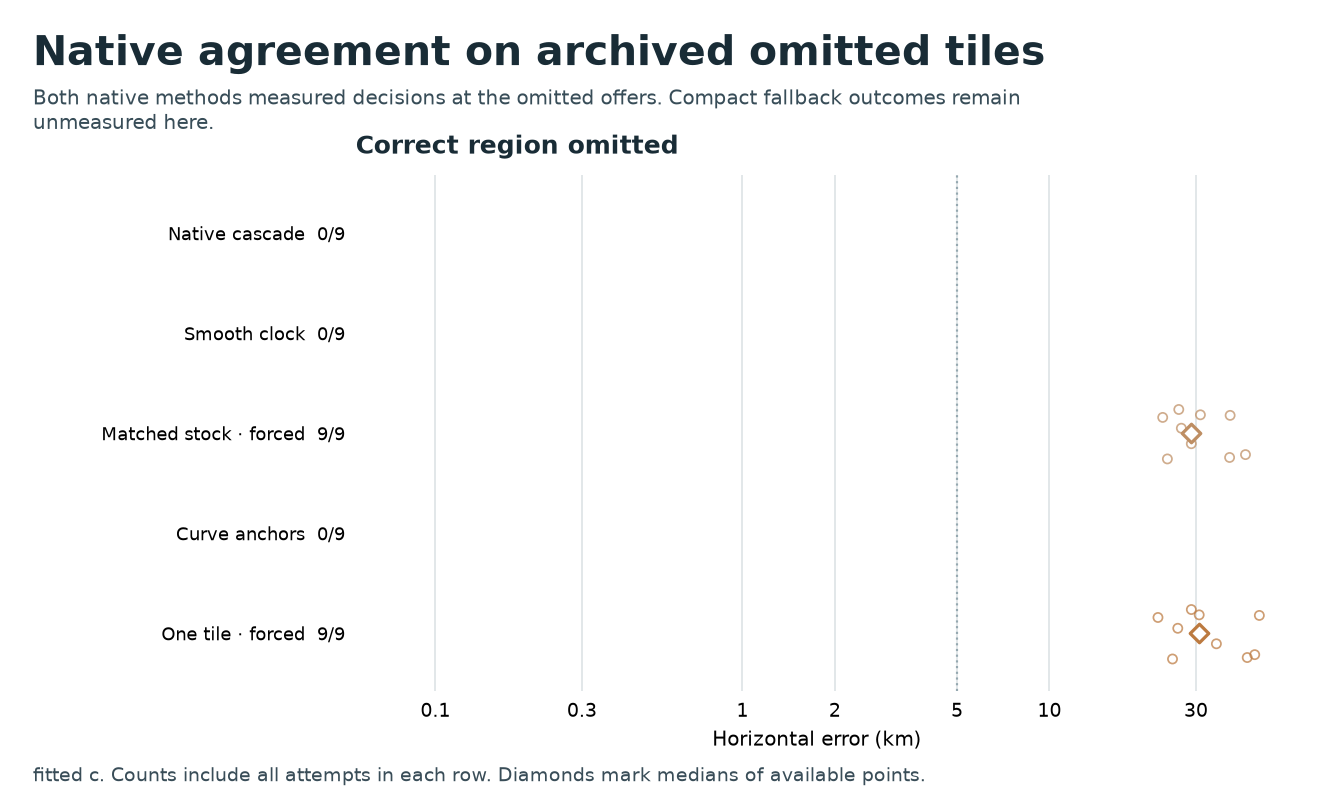 Native agreement on archived omitted tiles
Both native methods measured decisions at the omitted offers. Compact fallback outcomes remain
unmeasured here.
Correct region omitted
Native cascade 0/9
Smooth clock 0/9
Matched stock · forced 9/9
Curve anchors 0/9
One tile · forced 9/9
0.1 0.3 1 2 5 10 30
Horizontal error (km)
fitted c. Counts include all attempts in each row. Diamonds mark medians of available points.